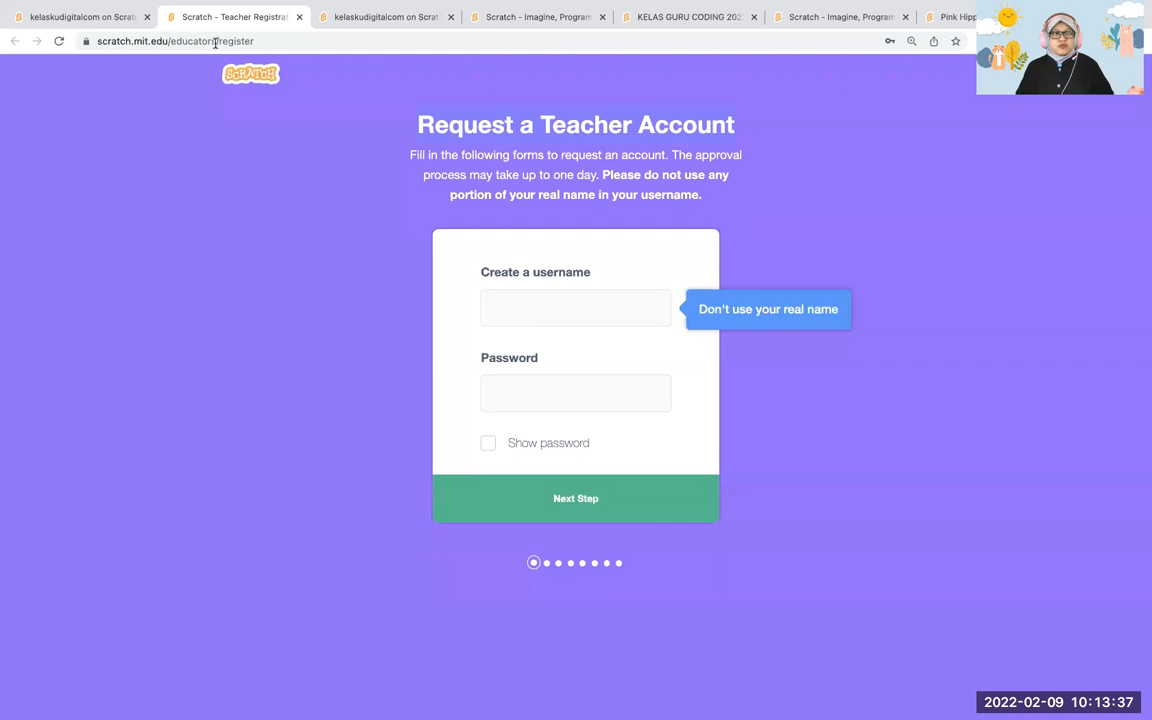 kelaskudigitalcom on Scratc
Scratch - Teacher Registrat
kelaskudigitalcom on Scrat
Scratch - Imagine, Program
KELAS GURU CODING 202
Scratch - Imagine, Program
Pink Hipp
scratch.mit.edu/educators/register
SCRATCH
Request a Teacher Account
Fill in the following forms to request an account. The approval
process may take up to one day. Please do not use any
portion of your real name in your username.
Create a username
Don't use your real name
Password
Show password
Next Step
2022-02-09 10:13:37